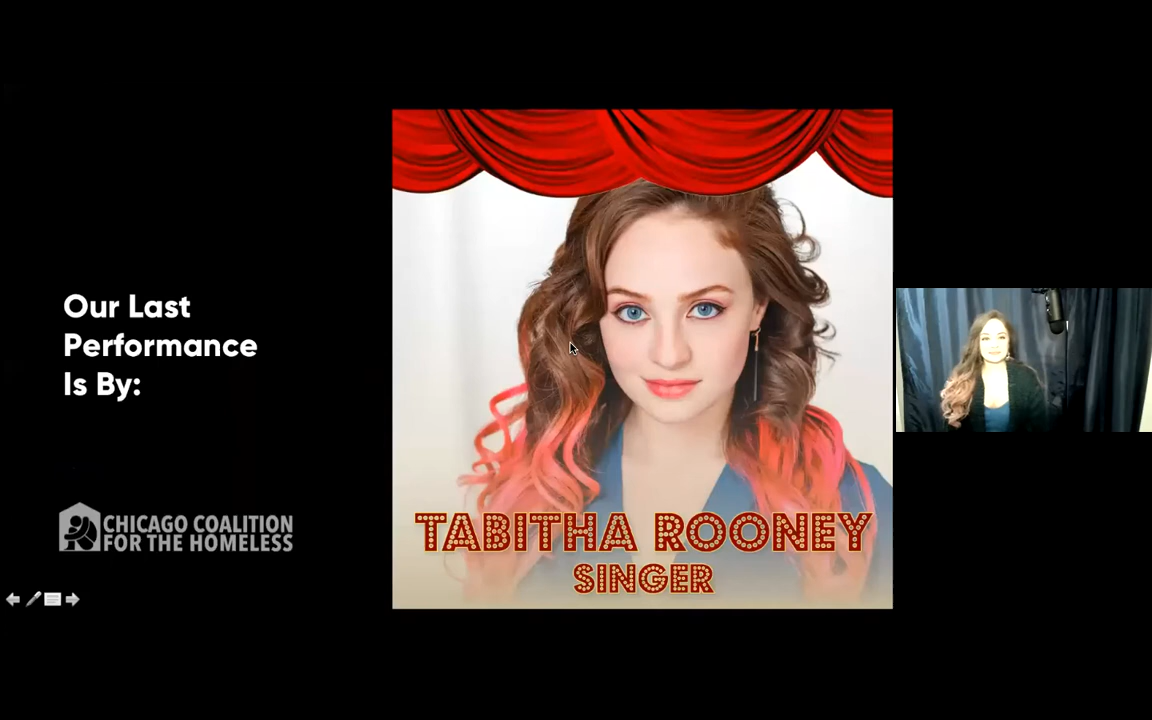 Our Last
Performance
Is By:
CHICAGO COALITION
FOR THE HOMELESS
TABITHA ROONEY
SINGER